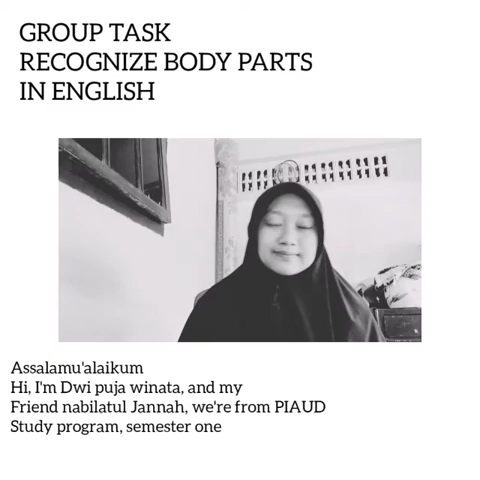 GROUP TASK
RECOGNIZE BODY PARTS
IN ENGLISH
Assalamu'alaikum
Hi, I'm Dwi puja winata, and my
Friend nabilatul Jannah, we're from PIAUD
Study program, semester one